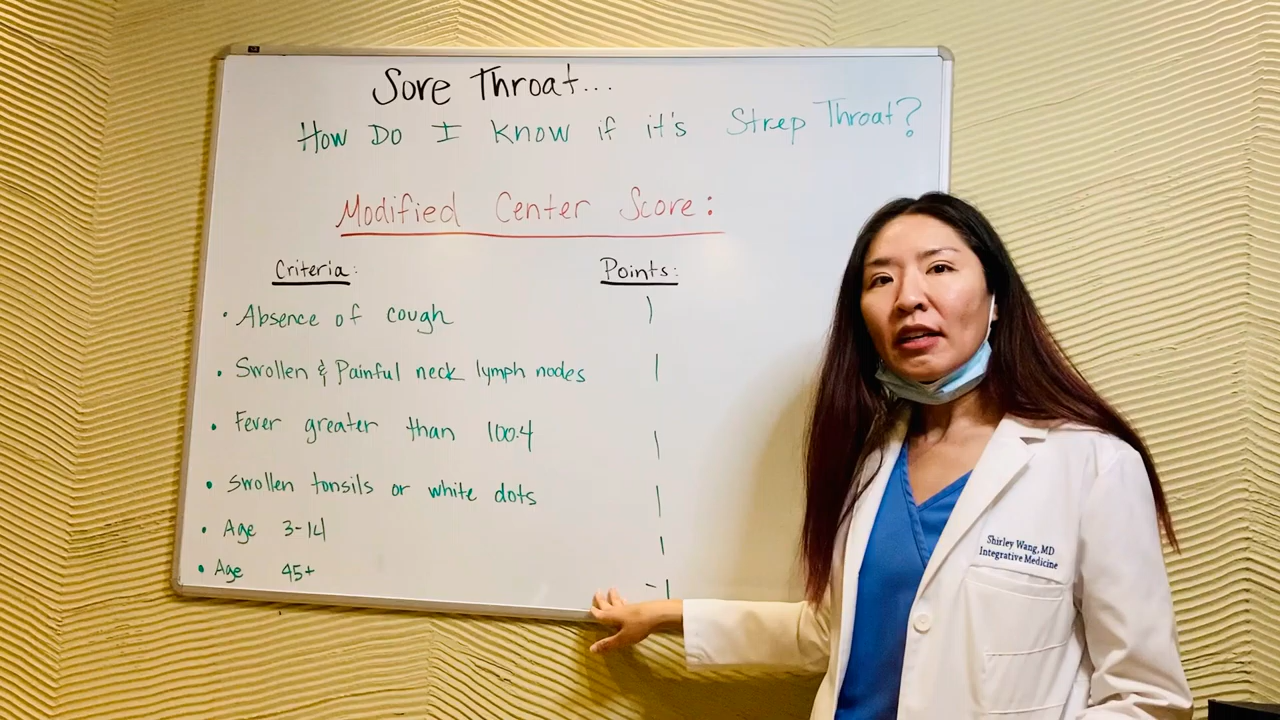 Sore Throat...
How Do I Know if it's Strep Throat?
Modified Center Score:
Criteria: Points:
• Absence of cough 1
• Swollen & Painful neck lymph nodes 1
• Fever greater than 100.4 1
• Swollen tonsils or white dots 1
• Age 3-14 1
• Age 45+ -1
Shirley Wang, MD
Integrative Medicine